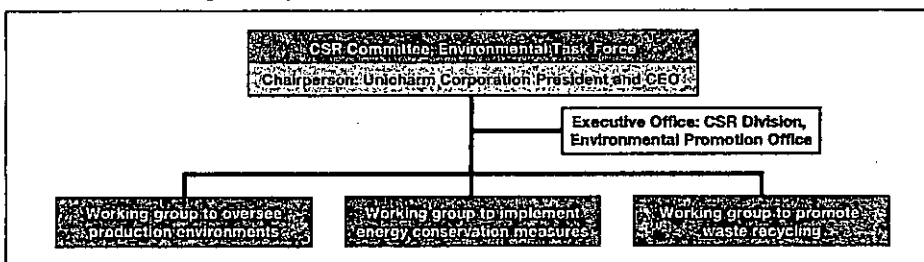 CSR Committee, Environmental Task Force
Chairperson: Unicharm Corporation President and CEO
Executive Office: CSR Division,
Environmental Promotion Office
Working group to oversee
production environments
Working group to implement
energy conservation measures
Working group to promote
waste recycling